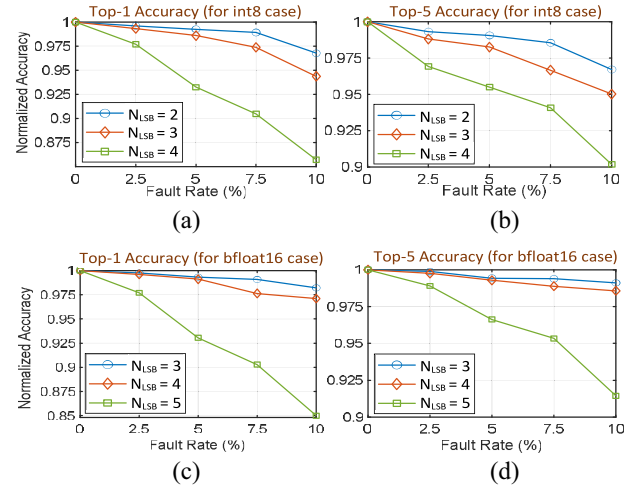 Top-1 Accuracy (for int8 case)
Normalized Accuracy
1
0.975
0.95
0.925
0.9
0.875
N_LSB = 2
N_LSB = 3
N_LSB = 4
0 2.5 5 7.5 10
Fault Rate (%)
(a)
Top-5 Accuracy (for int8 case)
1
0.975
0.95
0.925
0.9
N_LSB = 2
N_LSB = 3
N_LSB = 4
0 2.5 5 7.5 10
Fault Rate (%)
(b)
Top-1 Accuracy (for bfloat16 case)
Normalized Accuracy
1
0.975
0.95
0.9
0.85
N_LSB = 3
N_LSB = 4
N_LSB = 5
0 2.5 5 7.5 10
Fault Rate (%)
(c)
Top-5 Accuracy (for bfloat16 case)
1
0.975
0.95
0.925
0.9
N_LSB = 3
N_LSB = 4
N_LSB = 5
0 2.5 5 7.5 10
Fault Rate (%)
(d)